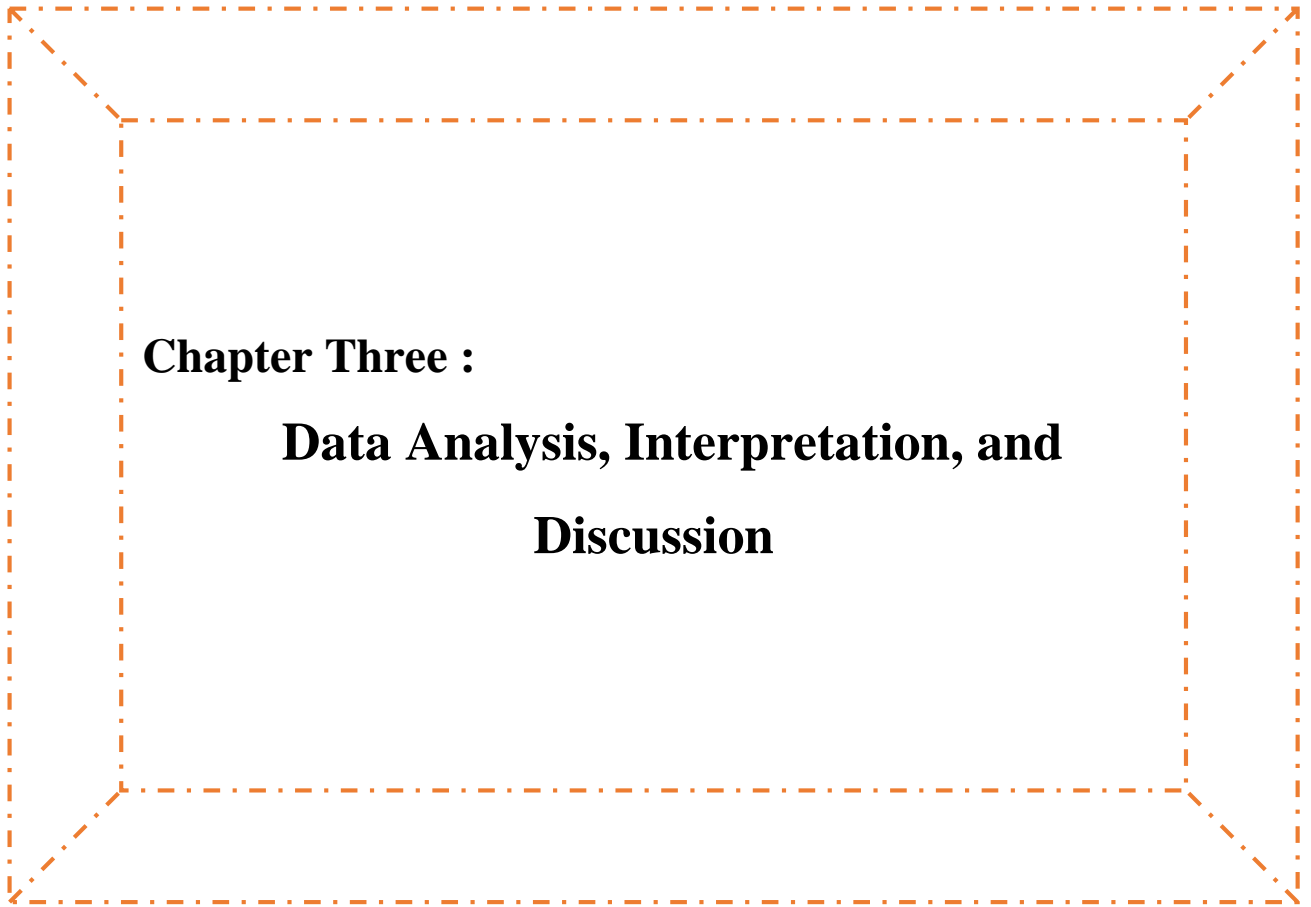 Chapter Three :
Data Analysis, Interpretation, and
Discussion